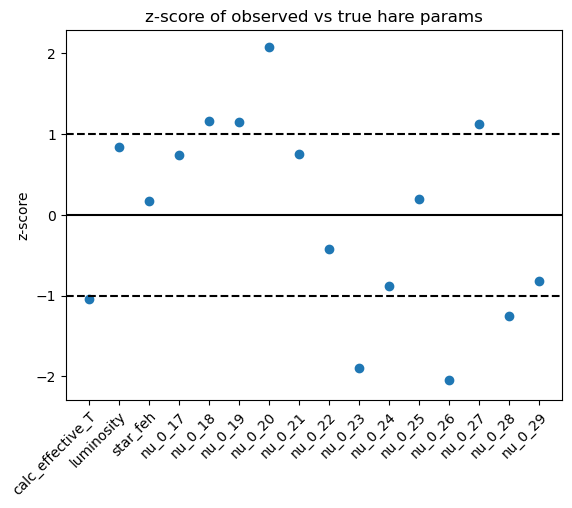 z-score of observed vs true hare params
z-score
2
1
0
−1
−2
calc_effective_T
luminosity
star_feh
nu_0_17
nu_0_18
nu_0_19
nu_0_20
nu_0_21
nu_0_22
nu_0_23
nu_0_24
nu_0_25
nu_0_26
nu_0_27
nu_0_28
nu_0_29